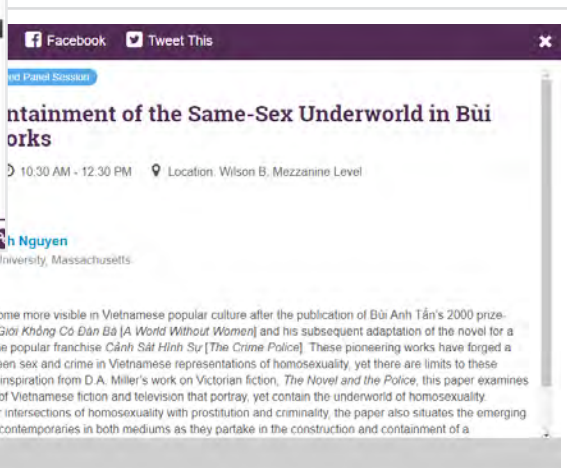 Facebook Tweet This
ed Panel Session
ntainment of the Same-Sex Underworld in Bùi
orks
10:30 AM - 12:30 PM Location: Wilson B, Mezzanine Level
h Nguyen
niversity, Massachusetts
ome more visible in Vietnamese popular culture after the publication of Bùi Anh Tấn's 2000 prize-
Giới Không Có Đàn Bà [A World Without Women] and his subsequent adaptation of the novel for a
e popular franchise Cảnh Sát Hình Sự [The Crime Police]. These pioneering works have forged a
een sex and crime in Vietnamese representations of homosexuality, yet there are limits to these
inspiration from D.A. Miller's work on Victorian fiction, The Novel and the Police, this paper examines
of Vietnamese fiction and television that portray, yet contain the underworld of homosexuality.
r intersections of homosexuality with prostitution and criminality, the paper also situates the emerging
contemporaries in both mediums as they partake in the construction and containment of a